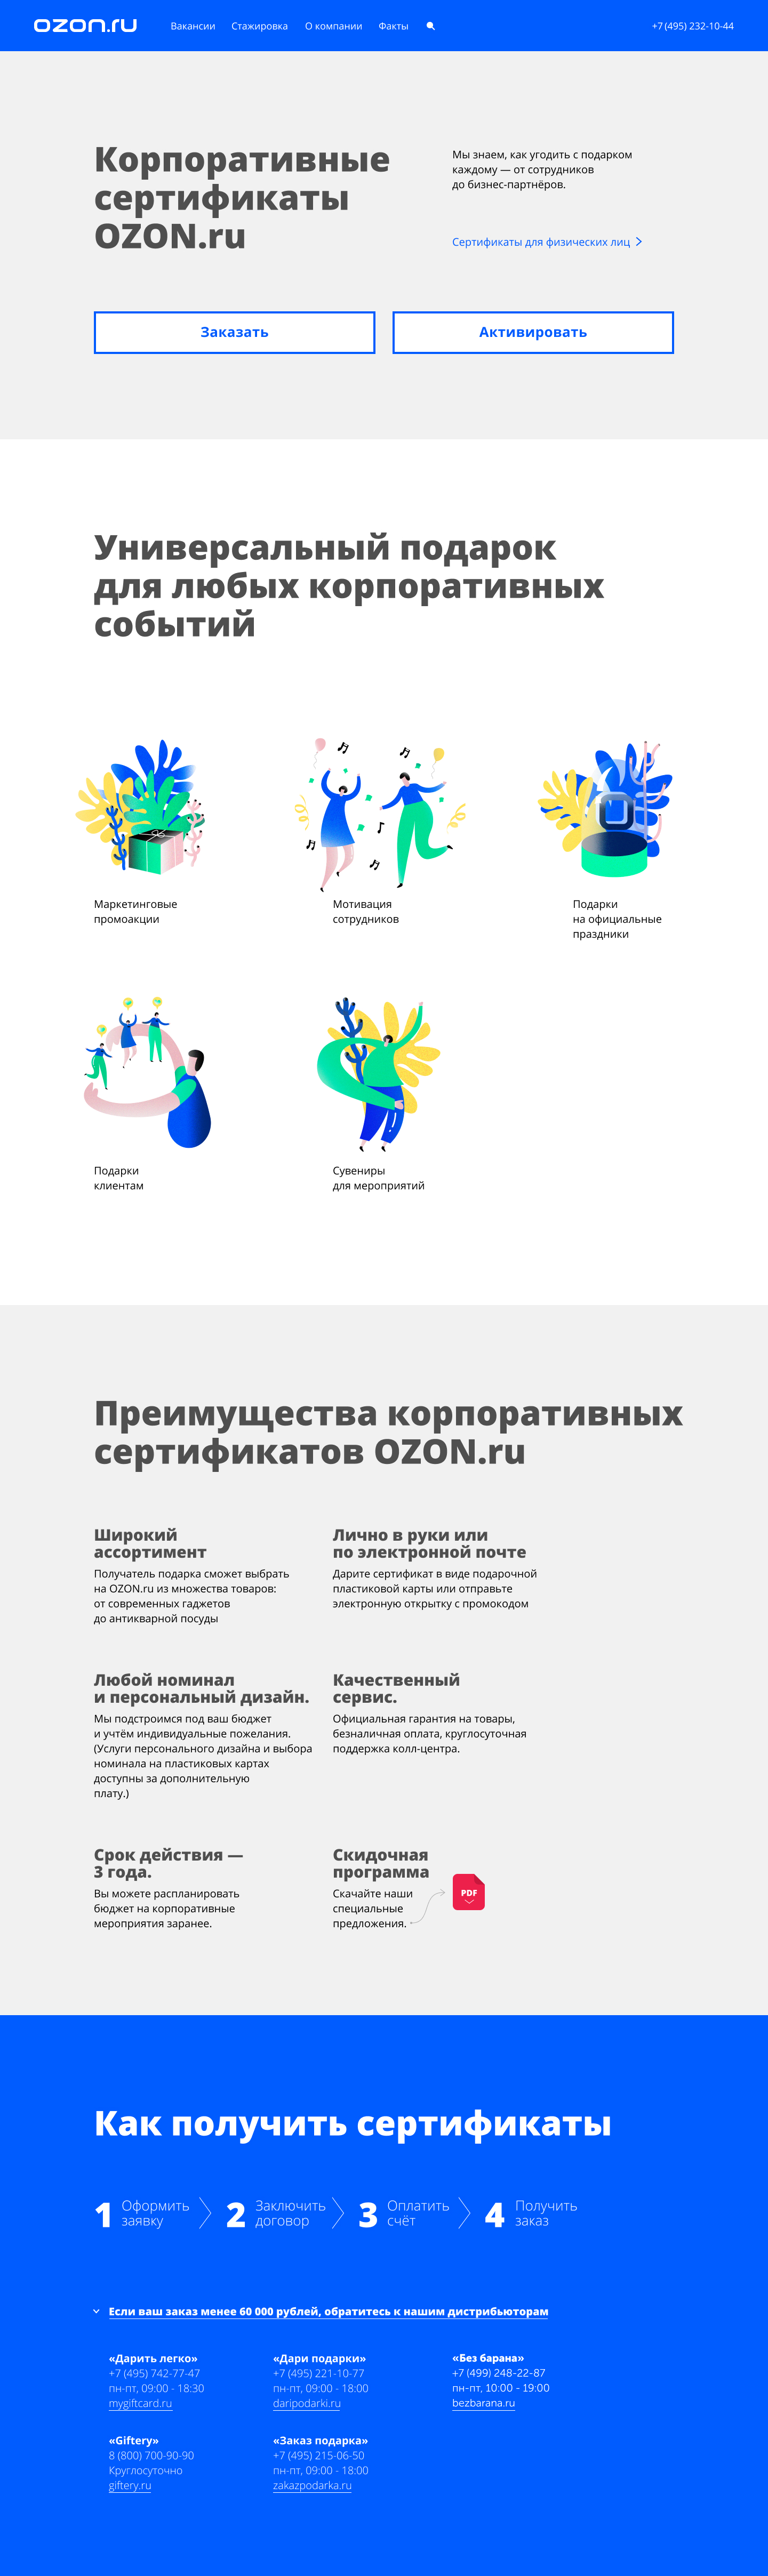 ozon.ru
Вакансии Стажировка О компании Факты
+7 (495) 232-10-44
Корпоративные
сертификаты
OZON.ru
Мы знаем, как угодить с подарком
каждому — от сотрудников
до бизнес-партнёров.
Сертификаты для физических лиц
Заказать
Активировать
Универсальный подарок
для любых корпоративных
событий
Маркетинговые
промоакции
Мотивация
сотрудников
Подарки
на официальные
праздники
Подарки
клиентам
Сувениры
для мероприятий
Преимущества корпоративных
сертификатов OZON.ru
Широкий
ассортимент
Получатель подарка сможет выбрать
на OZON.ru из множества товаров:
от современных гаджетов
до антикварной посуды
Лично в руки или
по электронной почте
Дарите сертификат в виде подарочной
пластиковой карты или отправьте
электронную открытку с промокодом
Любой номинал
и персональный дизайн.
Мы подстроимся под ваш бюджет
и учтём индивидуальные пожелания.
(Услуги персонального дизайна и выбора
номинала на пластиковых картах
доступны за дополнительную
плату.)
Качественный
сервис.
Официальная гарантия на товары,
безналичная оплата, круглосуточная
поддержка колл-центра.
Срок действия —
3 года.
Вы можете распланировать
бюджет на корпоративные
мероприятия заранее.
Скидочная
программа
Скачайте наши
специальные
предложения.
PDF
Как получить сертификаты
1 Оформить
заявку
2 Заключить
договор
3 Оплатить
счёт
4 Получить
заказ
Если ваш заказ менее 60 000 рублей, обратитесь к нашим дистрибьюторам
«Дарить легко»
+7 (495) 742-77-47
пн-пт, 09:00 - 18:30
mygiftcard.ru
«Дари подарки»
+7 (495) 221-10-77
пн-пт, 09:00 - 18:00
daripodarki.ru
«Без барана»
+7 (499) 248-22-87
пн-пт, 10:00 - 19:00
bezbarana.ru
«Giftery»
8 (800) 700-90-90
Круглосуточно
giftery.ru
«Заказ подарка»
+7 (495) 215-06-50
пн-пт, 09:00 - 18:00
zakazpodarka.ru